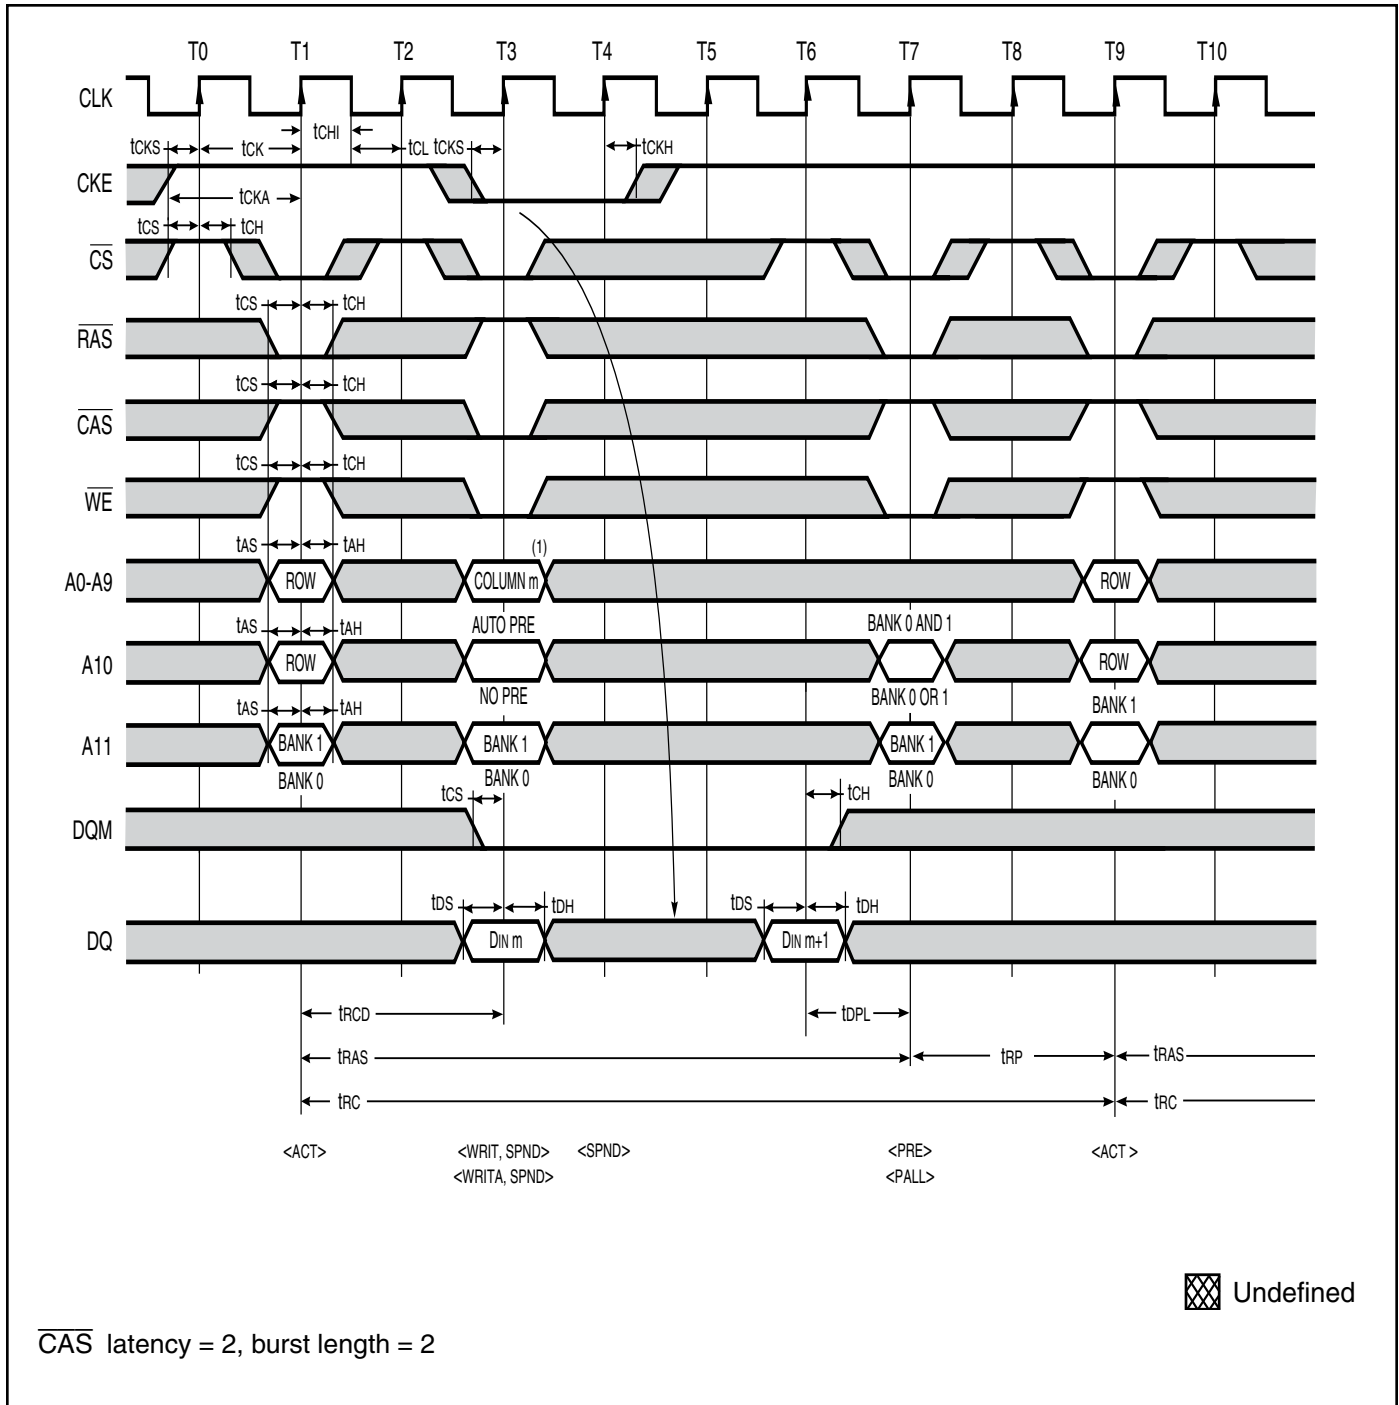 T0 T1 T2 T3 T4 T5 T6 T7 T8 T9 T10
CLK
tCHI
tCKS tCK tCL tCKS tCKH
CKE
tCKA
tCS tCH
CS
tCS tCH
RAS
tCS tCH
CAS
tCS tCH
WE
tAS tAH (1)
A0-A9 ROW COLUMN m ROW
tAS tAH AUTO PRE BANK 0 AND 1
A10 ROW ROW
NO PRE BANK 0 OR 1 BANK 1
tAS tAH
A11 BANK 1 BANK 1 BANK 1
BANK 0 BANK 0 BANK 0 BANK 0
tCS tCH
DQM
tDS tDH tDS tDH
DQ DIN m DIN m+1
tRCD tDPL
tRAS tRP tRAS
tRC tRC
<ACT> <WRIT, SPND> <SPND> <PRE> <ACT >
<WRITA, SPND> <PALL>
Undefined
CAS latency = 2, burst length = 2